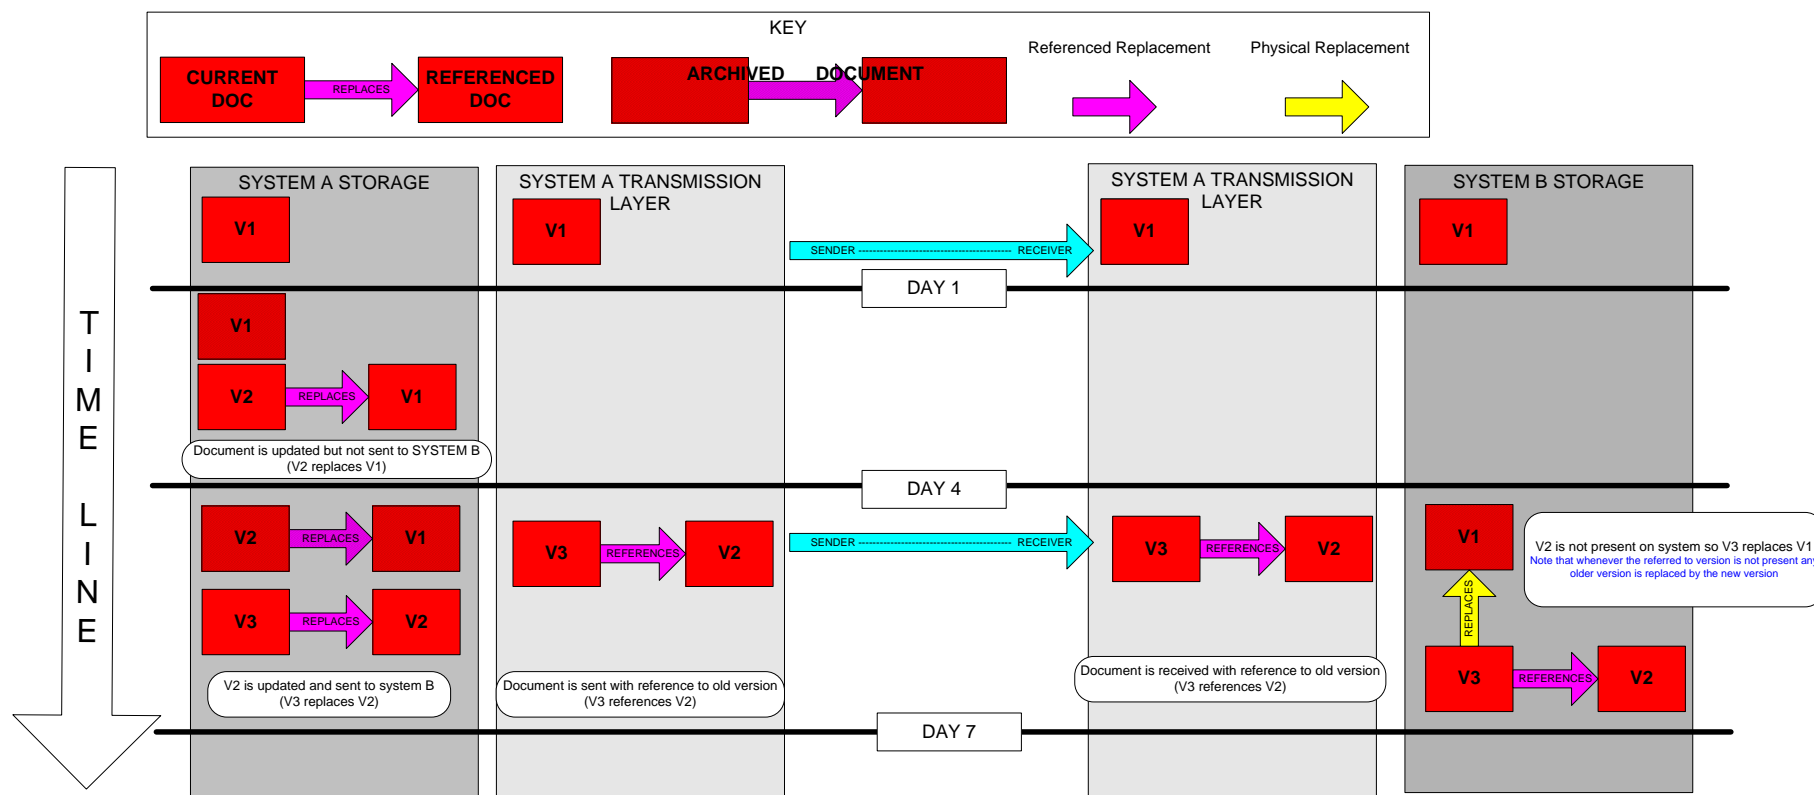 KEY
CURRENT
DOC
REPLACES
REFERENCED
DOC
ARCHIVED DOCUMENT
Referenced Replacement
Physical Replacement
TIME LINE
SYSTEM A STORAGE
SYSTEM A TRANSMISSION
LAYER
SYSTEM A TRANSMISSION
LAYER
SYSTEM B STORAGE
V1
V1
SENDER -------------------------------------------- RECEIVER
V1
V1
DAY 1
V1
V2
REPLACES
V1
Document is updated but not sent to SYSTEM B
(V2 replaces V1)
DAY 4
V2
REPLACES
V1
V3
REFERENCES
V2
SENDER -------------------------------------------- RECEIVER
V3
REFERENCES
V2
V1
V2 is not present on system so V3 replaces V1
Note that whenever the referred to version is not present any
older version is replaced by the new version
REPLACES
V3
REPLACES
V2
V3
REFERENCES
V2
V2 is updated and sent to system B
(V3 replaces V2)
Document is sent with reference to old version
(V3 references V2)
Document is received with reference to old version
(V3 references V2)
DAY 7